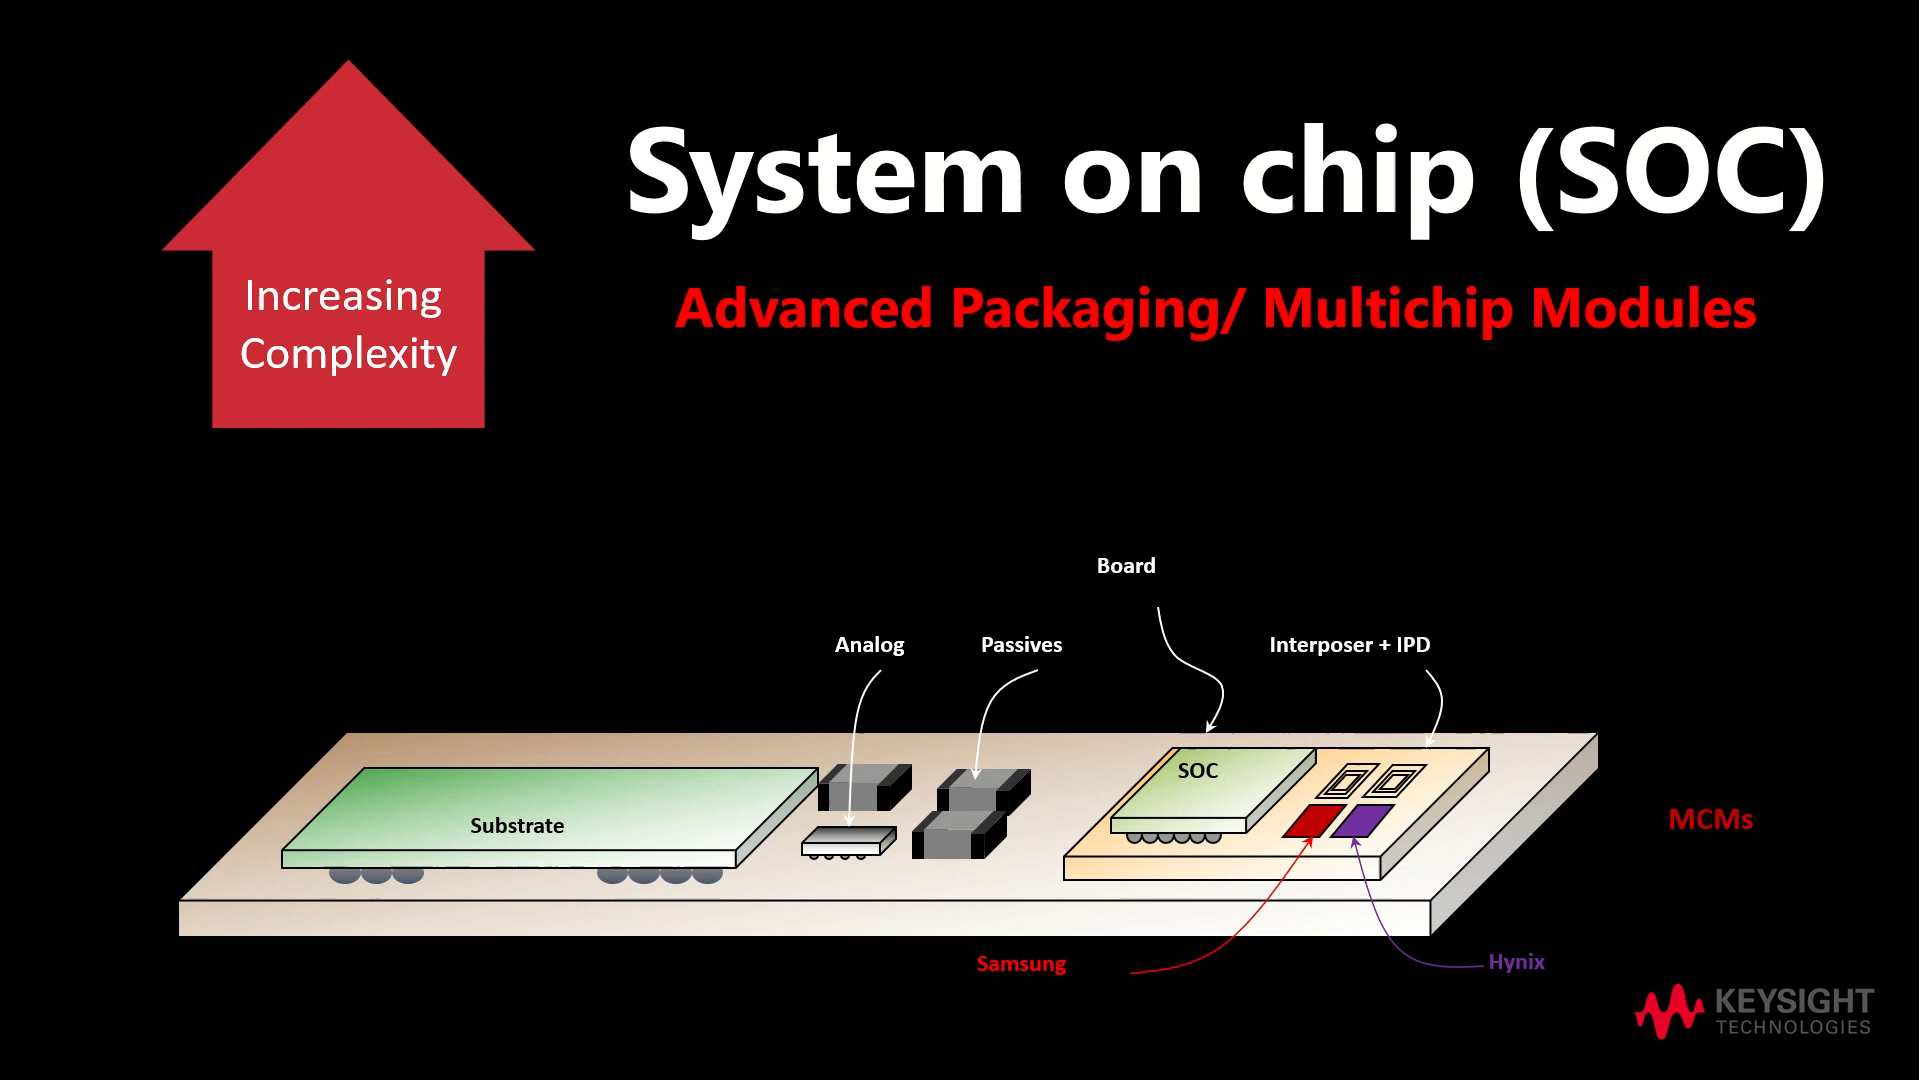 System on chip (SOC)
Advanced Packaging/ Multichip Modules
Increasing
Complexity
Board
Analog
Passives
Interposer + IPD
SOC
Substrate
MCMs
Samsung
Hynix
KEYSIGHT
TECHNOLOGIES